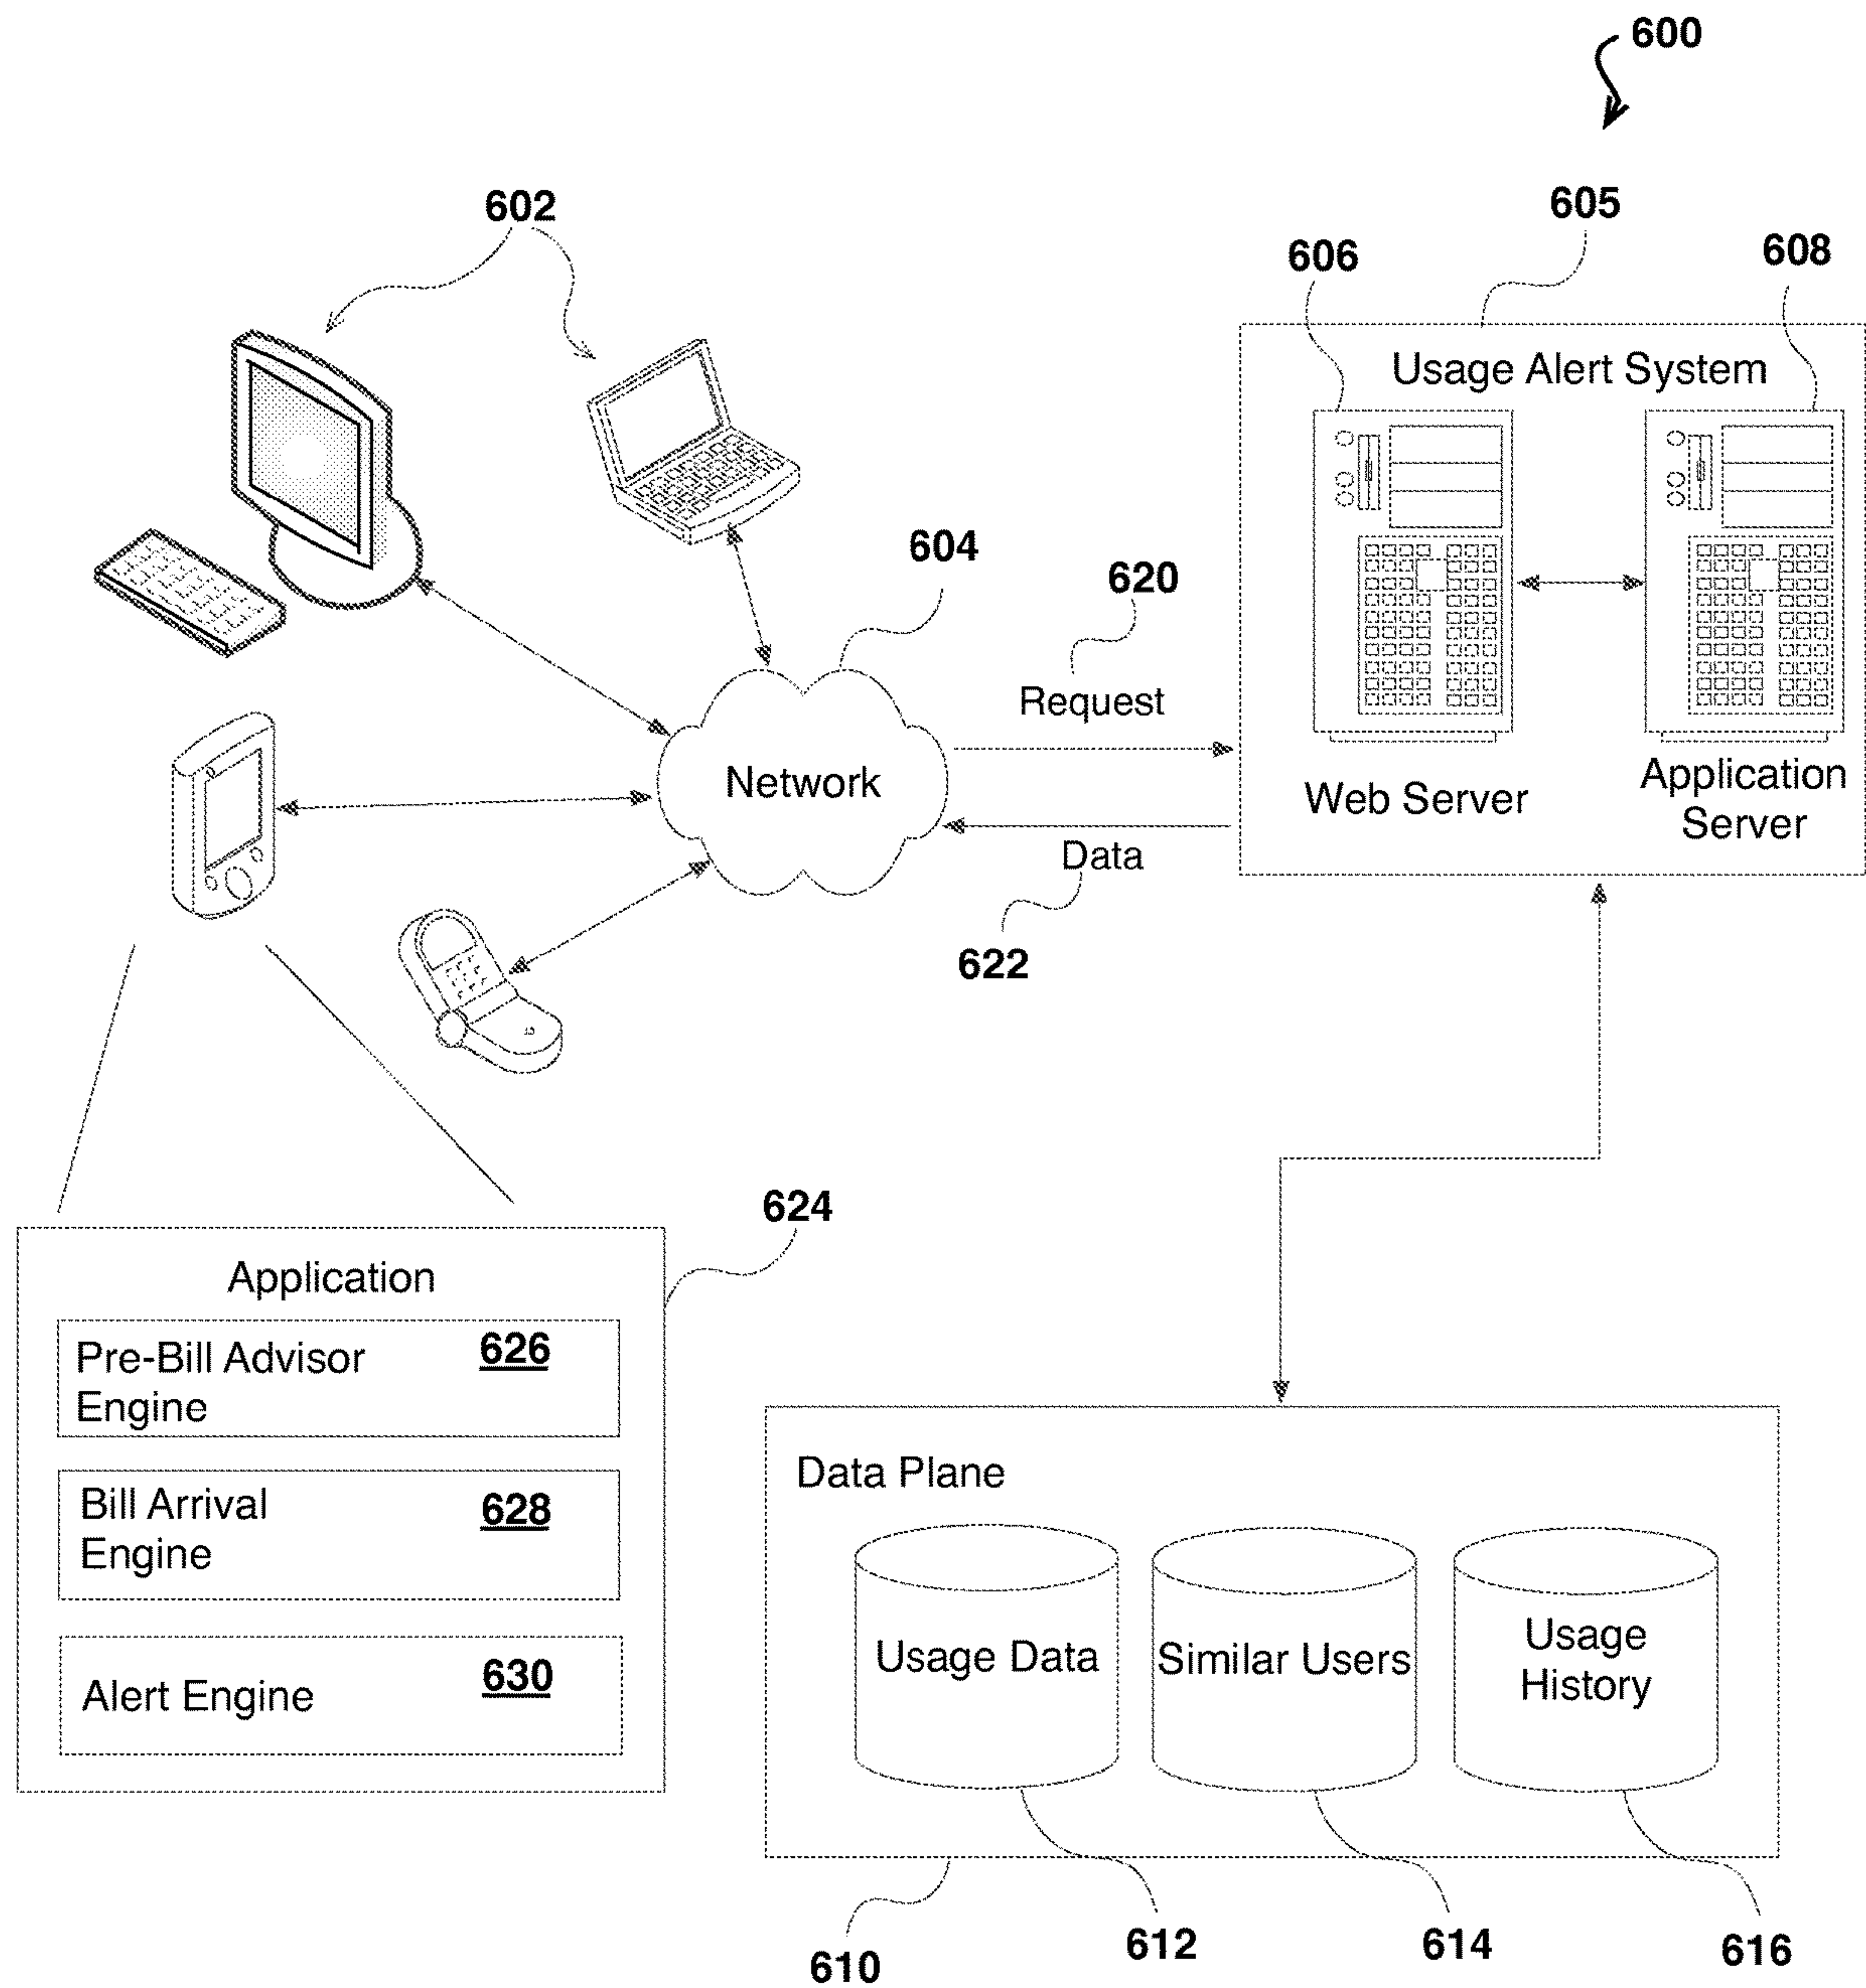 600
602
605
606
608
Usage Alert System
604
620
Request
Network
Web Server
Application
Server
Data
622
624
Application
Pre-Bill Advisor
Engine
626
Bill Arrival
Engine
628
Alert Engine
630
Data Plane
Usage Data
Similar Users
Usage
History
610
612
614
616